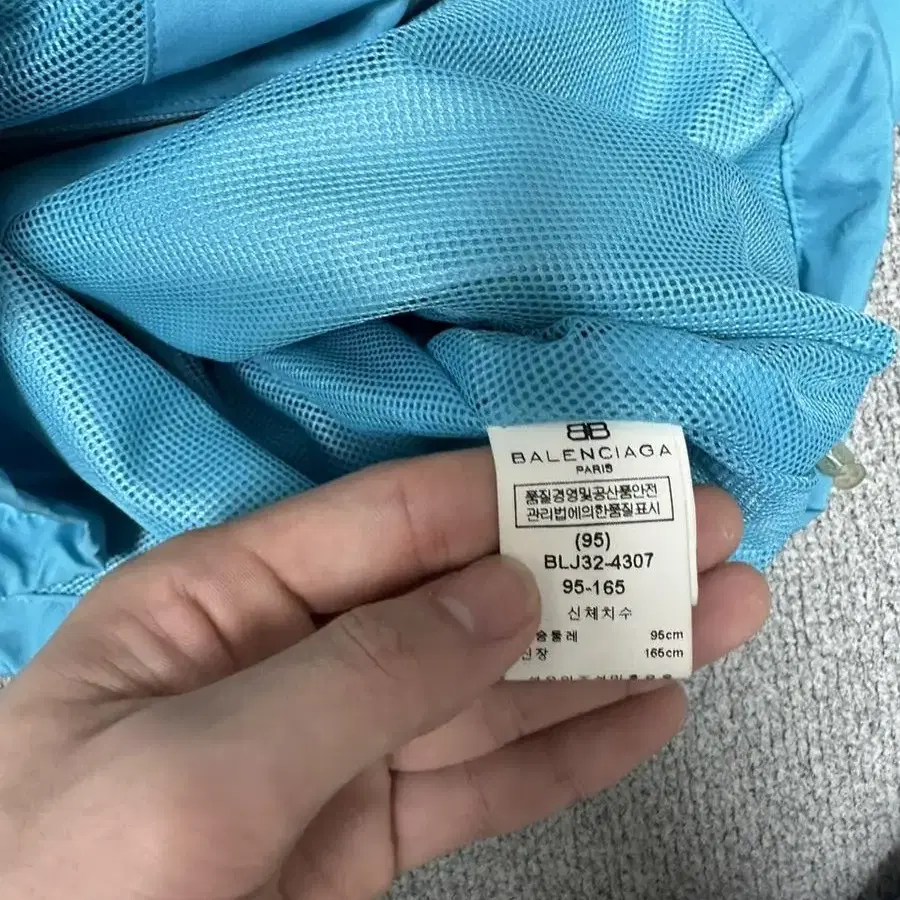 BB
BALENCIAGA
PARIS
품질경영및공산품안전
관리법에의한품질표시
(95)
BLJ32-4307
95-165
신체치수
95cm
165cm